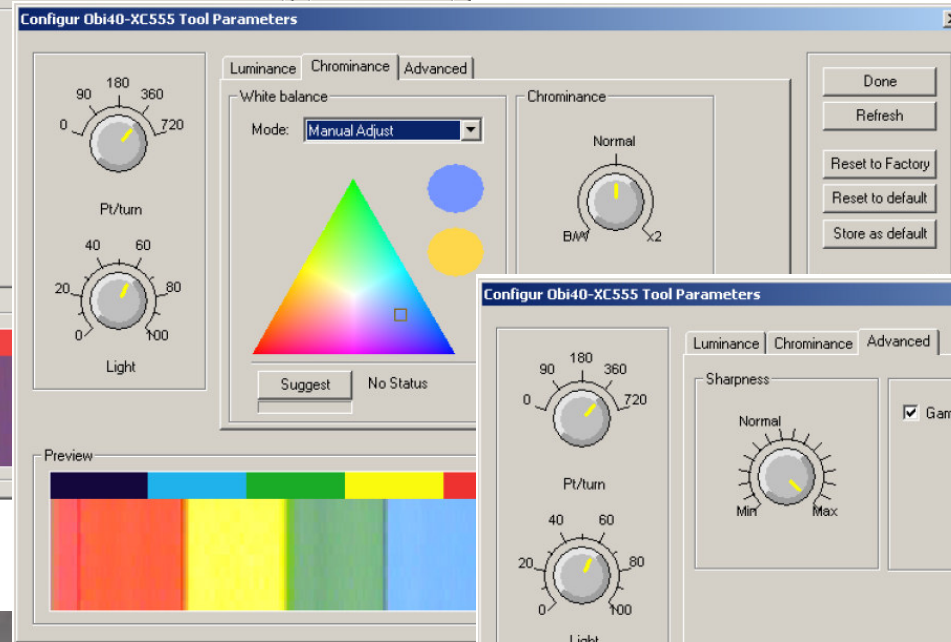 Configur Obi40-XC555 Tool Parameters
90 180 360
0 720
Pt/turn
40 60
20 80
0 100
Light
Luminance Chrominance Advanced
White balance
Mode: Manual Adjust
Suggest No Status
Chrominance
Normal
B/W x2
Done
Refresh
Reset to Factory
Reset to default
Store as default
Preview
Configur Obi40-XC555 Tool Parameters
90 180 360
0 720
Pt/turn
40 60
20 80
0 100
Light
Luminance Chrominance Advanced
Sharpness
Normal
Min Max
Gam